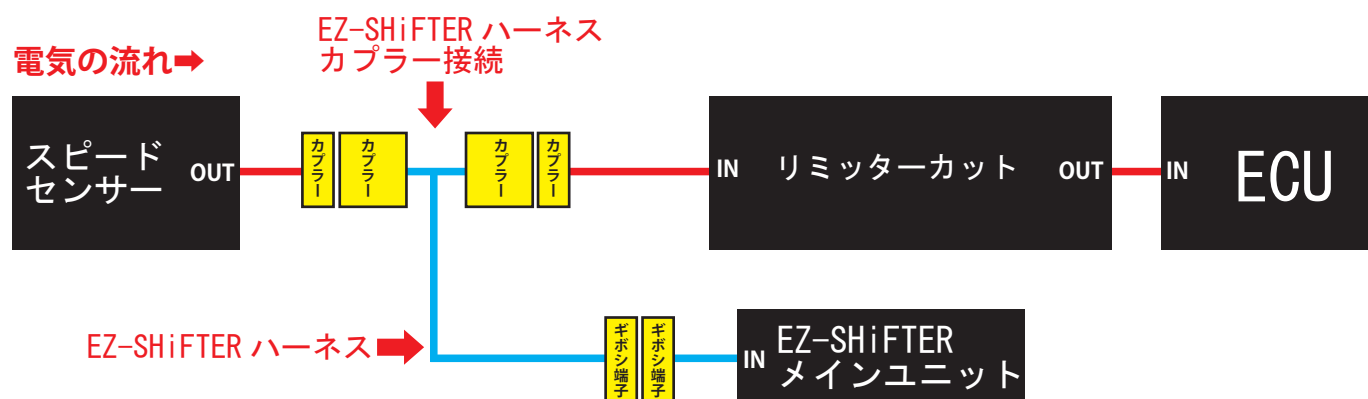 EZ-SHiFTER ハーネス
カプラー接続
電気の流れ➡
スピード
センサー
OUT
カプラー
カプラー
カプラー
カプラー
IN
リミッターカット
OUT
IN
ECU
EZ-SHiFTER ハーネス
ギボシ端子
ギボシ端子
IN
EZ-SHiFTER
メインユニット